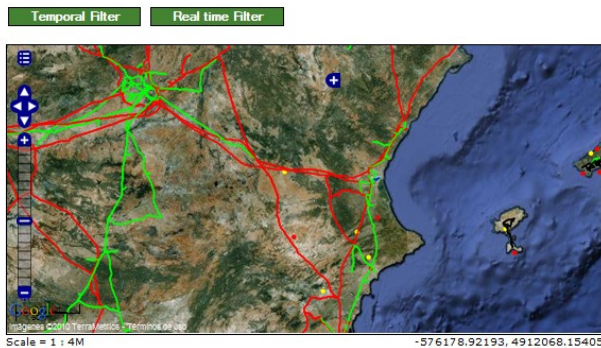 Temporal Filter
Real time Filter
Google
Imágenes ©2010 TerraMetrics - Términos de uso
Scale = 1 : 4M
-576178.92193, 4912068.15405